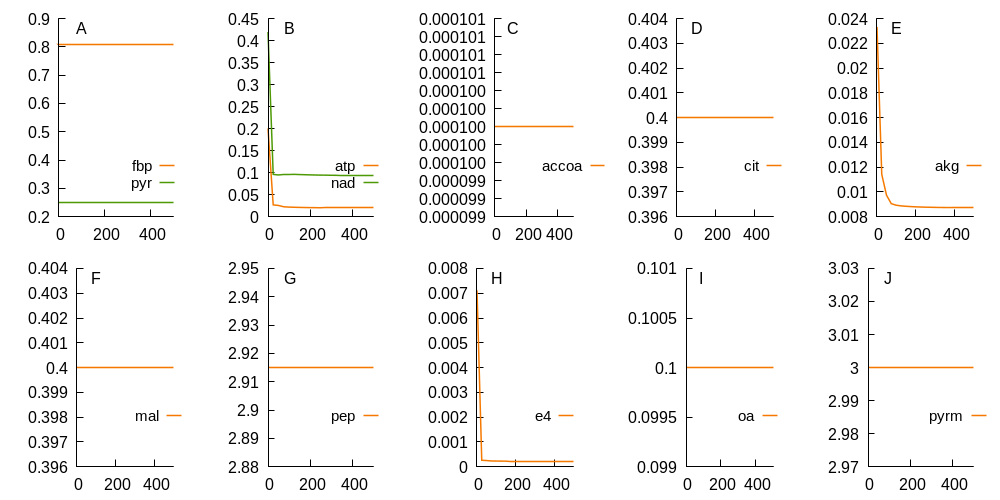 A
0.9
0.8
0.7
0.6
0.5
0.4
0.3
0.2
0 200 400
fbp
pyr
B
0.45
0.4
0.35
0.3
0.25
0.2
0.15
0.1
0.05
0
0 200 400
atp
nad
C
0.000101
0.000101
0.000101
0.000101
0.000100
0.000100
0.000100
0.000100
0.000100
0.000099
0.000099
0.000099
0 200 400
accoa
D
0.404
0.403
0.402
0.401
0.4
0.399
0.398
0.397
0.396
0 200 400
cit
E
0.024
0.022
0.02
0.018
0.016
0.014
0.012
0.01
0.008
0 200 400
akg
F
0.404
0.403
0.402
0.401
0.4
0.399
0.398
0.397
0.396
0 200 400
mal
G
2.95
2.94
2.93
2.92
2.91
2.9
2.89
2.88
0 200 400
pep
H
0.008
0.007
0.006
0.005
0.004
0.003
0.002
0.001
0
0 200 400
e4
I
0.101
0.1005
0.1
0.0995
0.099
0 200 400
oa
J
3.03
3.02
3.01
3
2.99
2.98
2.97
0 200 400
pyrm